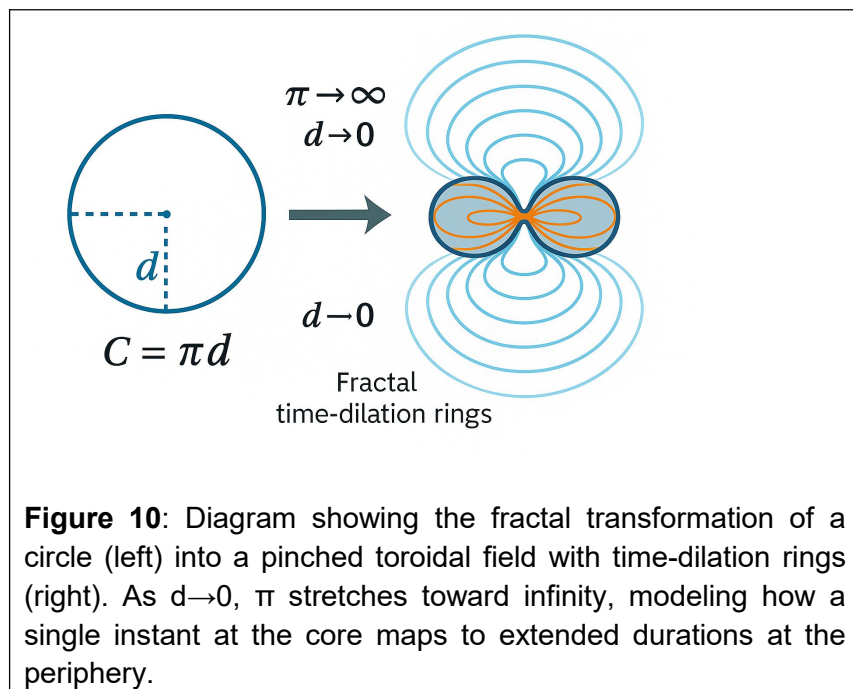 π→∞
d→0
d
C = πd
d→0
Fractal
time-dilation rings
Figure 10: Diagram showing the fractal transformation of a
circle (left) into a pinched toroidal field with time-dilation rings
(right). As d→0, π stretches toward infinity, modeling how a
single instant at the core maps to extended durations at the
periphery.